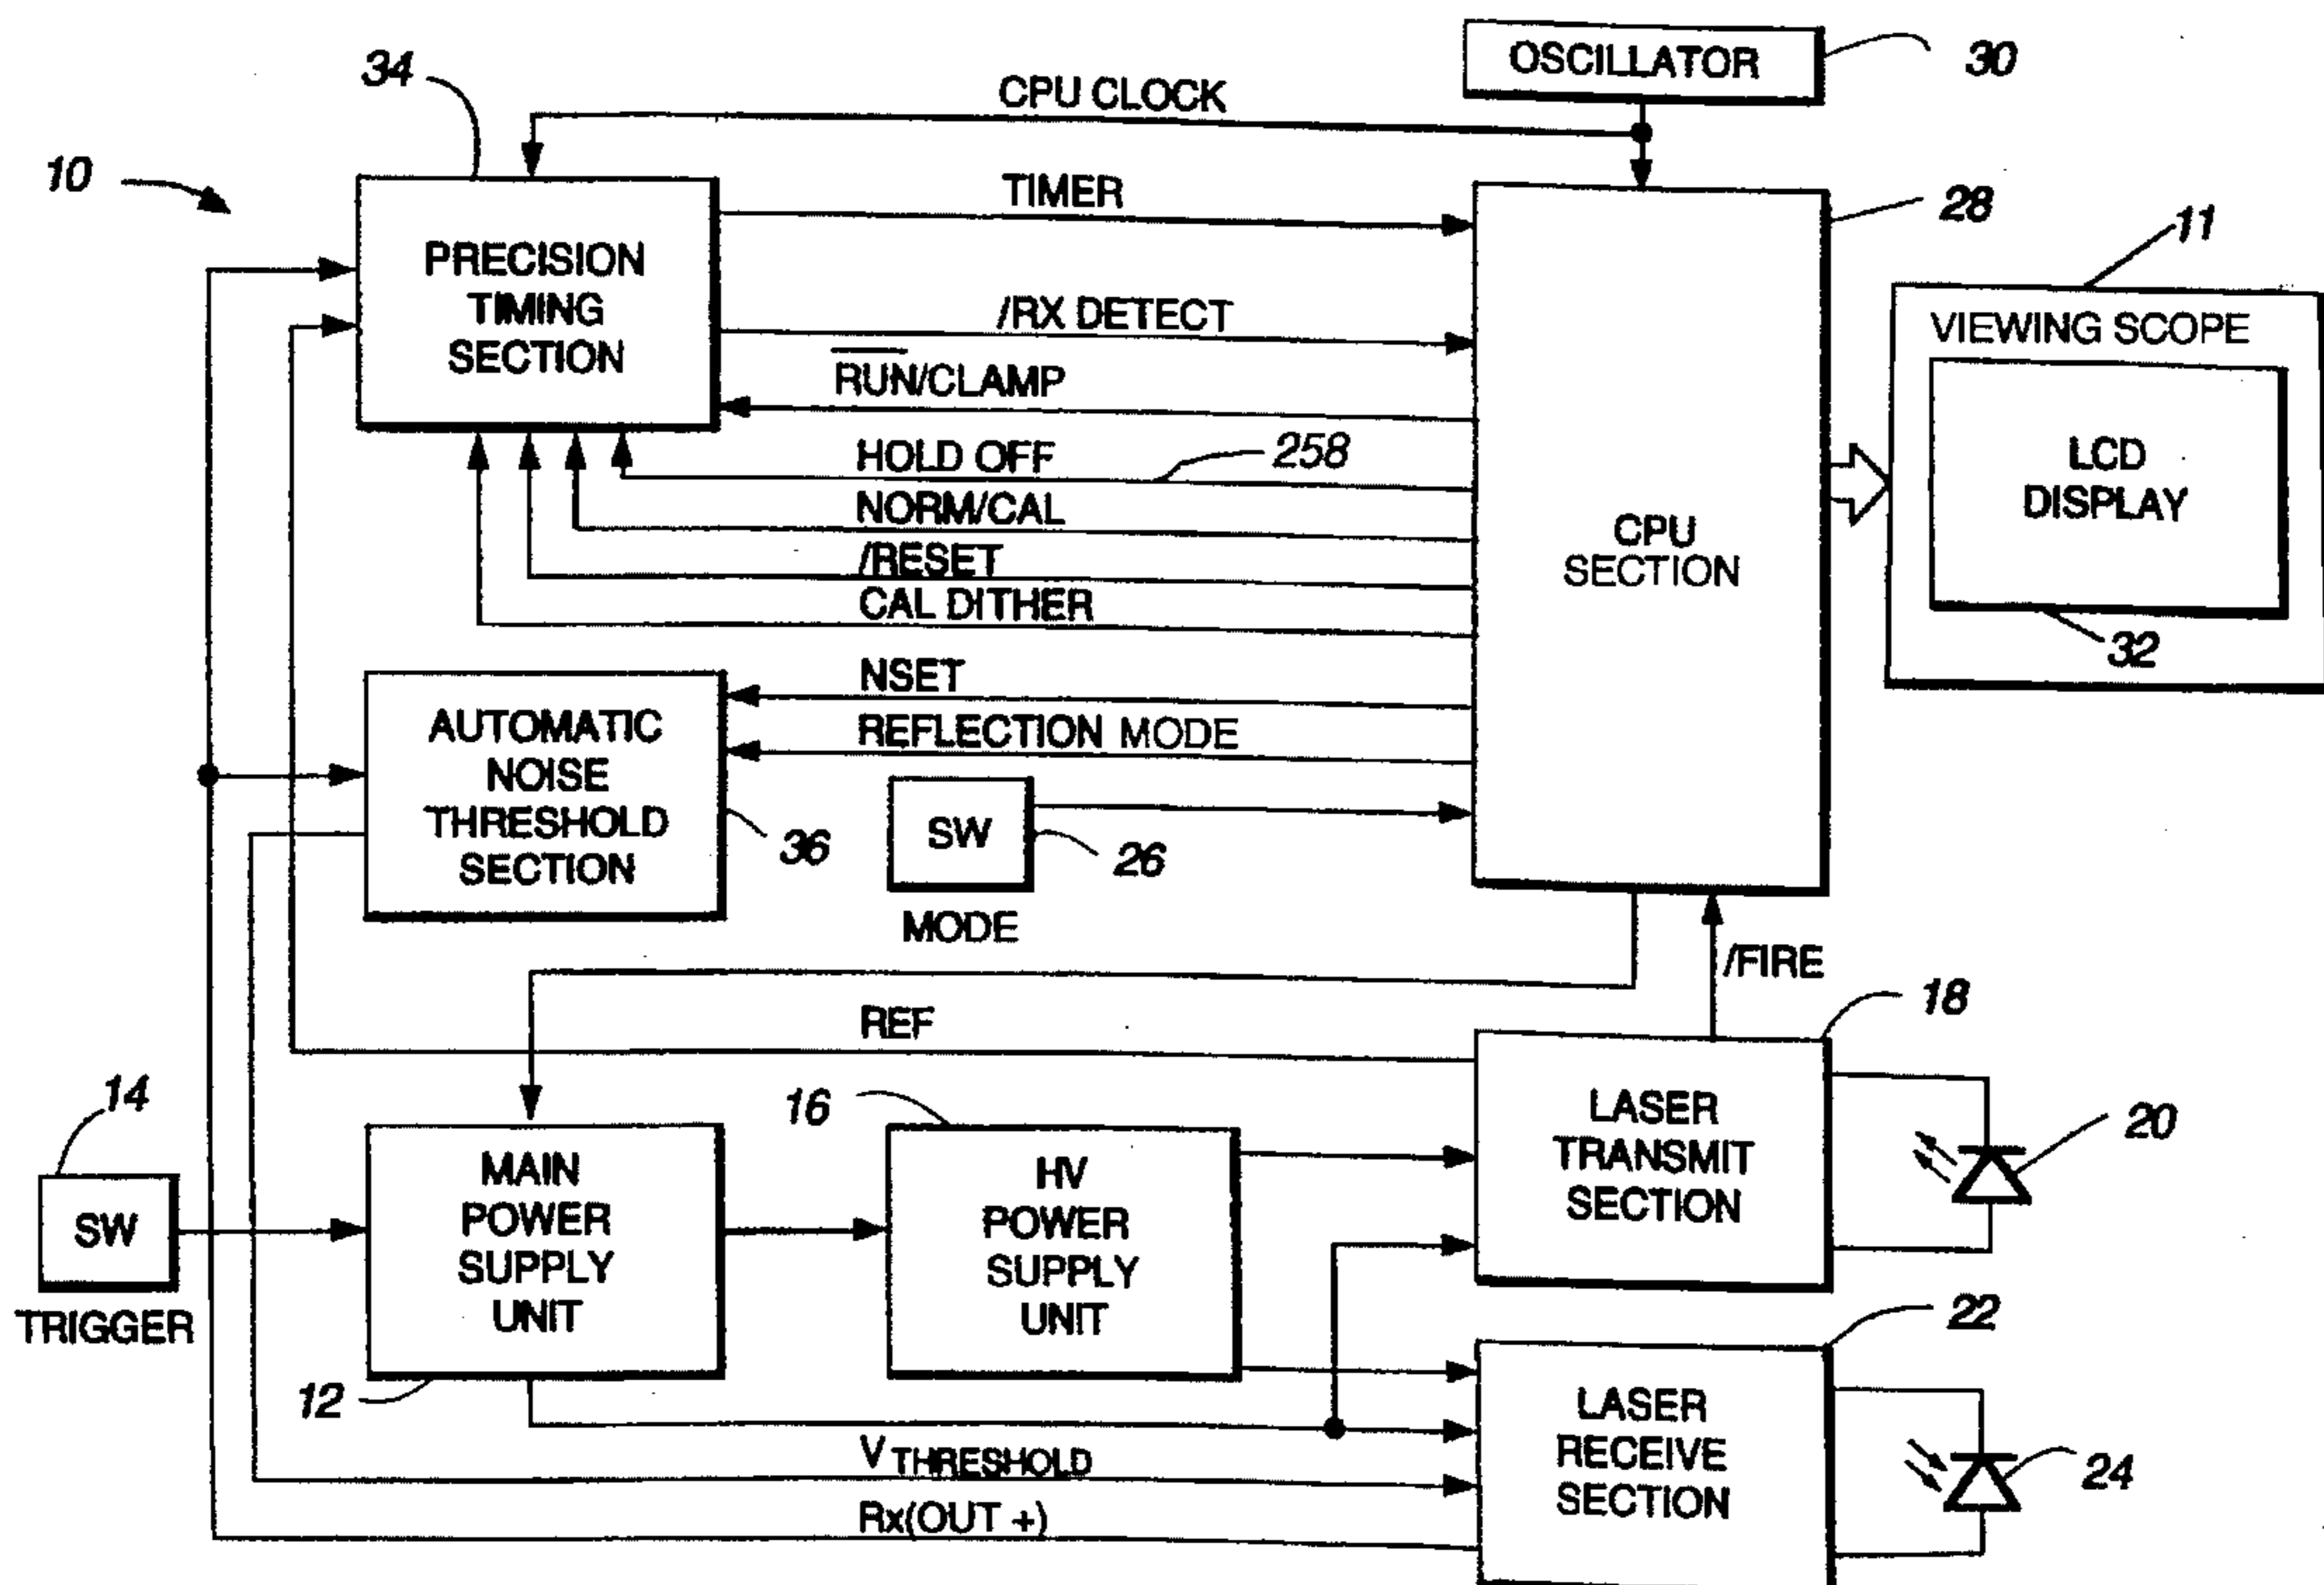 OSCILLATOR
30
34
CPU CLOCK
10
TIMER
28
11
PRECISION
TIMING
SECTION
/RX DETECT
VIEWING SCOPE
R̅U̅N̅/CLAMP
HOLD OFF
258
LCD
DISPLAY
NORM/CAL
CPU
SECTION
/RESET
CAL DITHER
32
NSET
REFLECTION MODE
AUTOMATIC
NOISE
THRESHOLD
SECTION
36
SW
26
MODE
/FIRE
18
REF
14
16
LASER
TRANSMIT
SECTION
20
SW
TRIGGER
MAIN
POWER
SUPPLY
UNIT
HV
POWER
SUPPLY
UNIT
22
12
LASER
RECEIVE
SECTION
24
V THRESHOLD
Rx(OUT +)